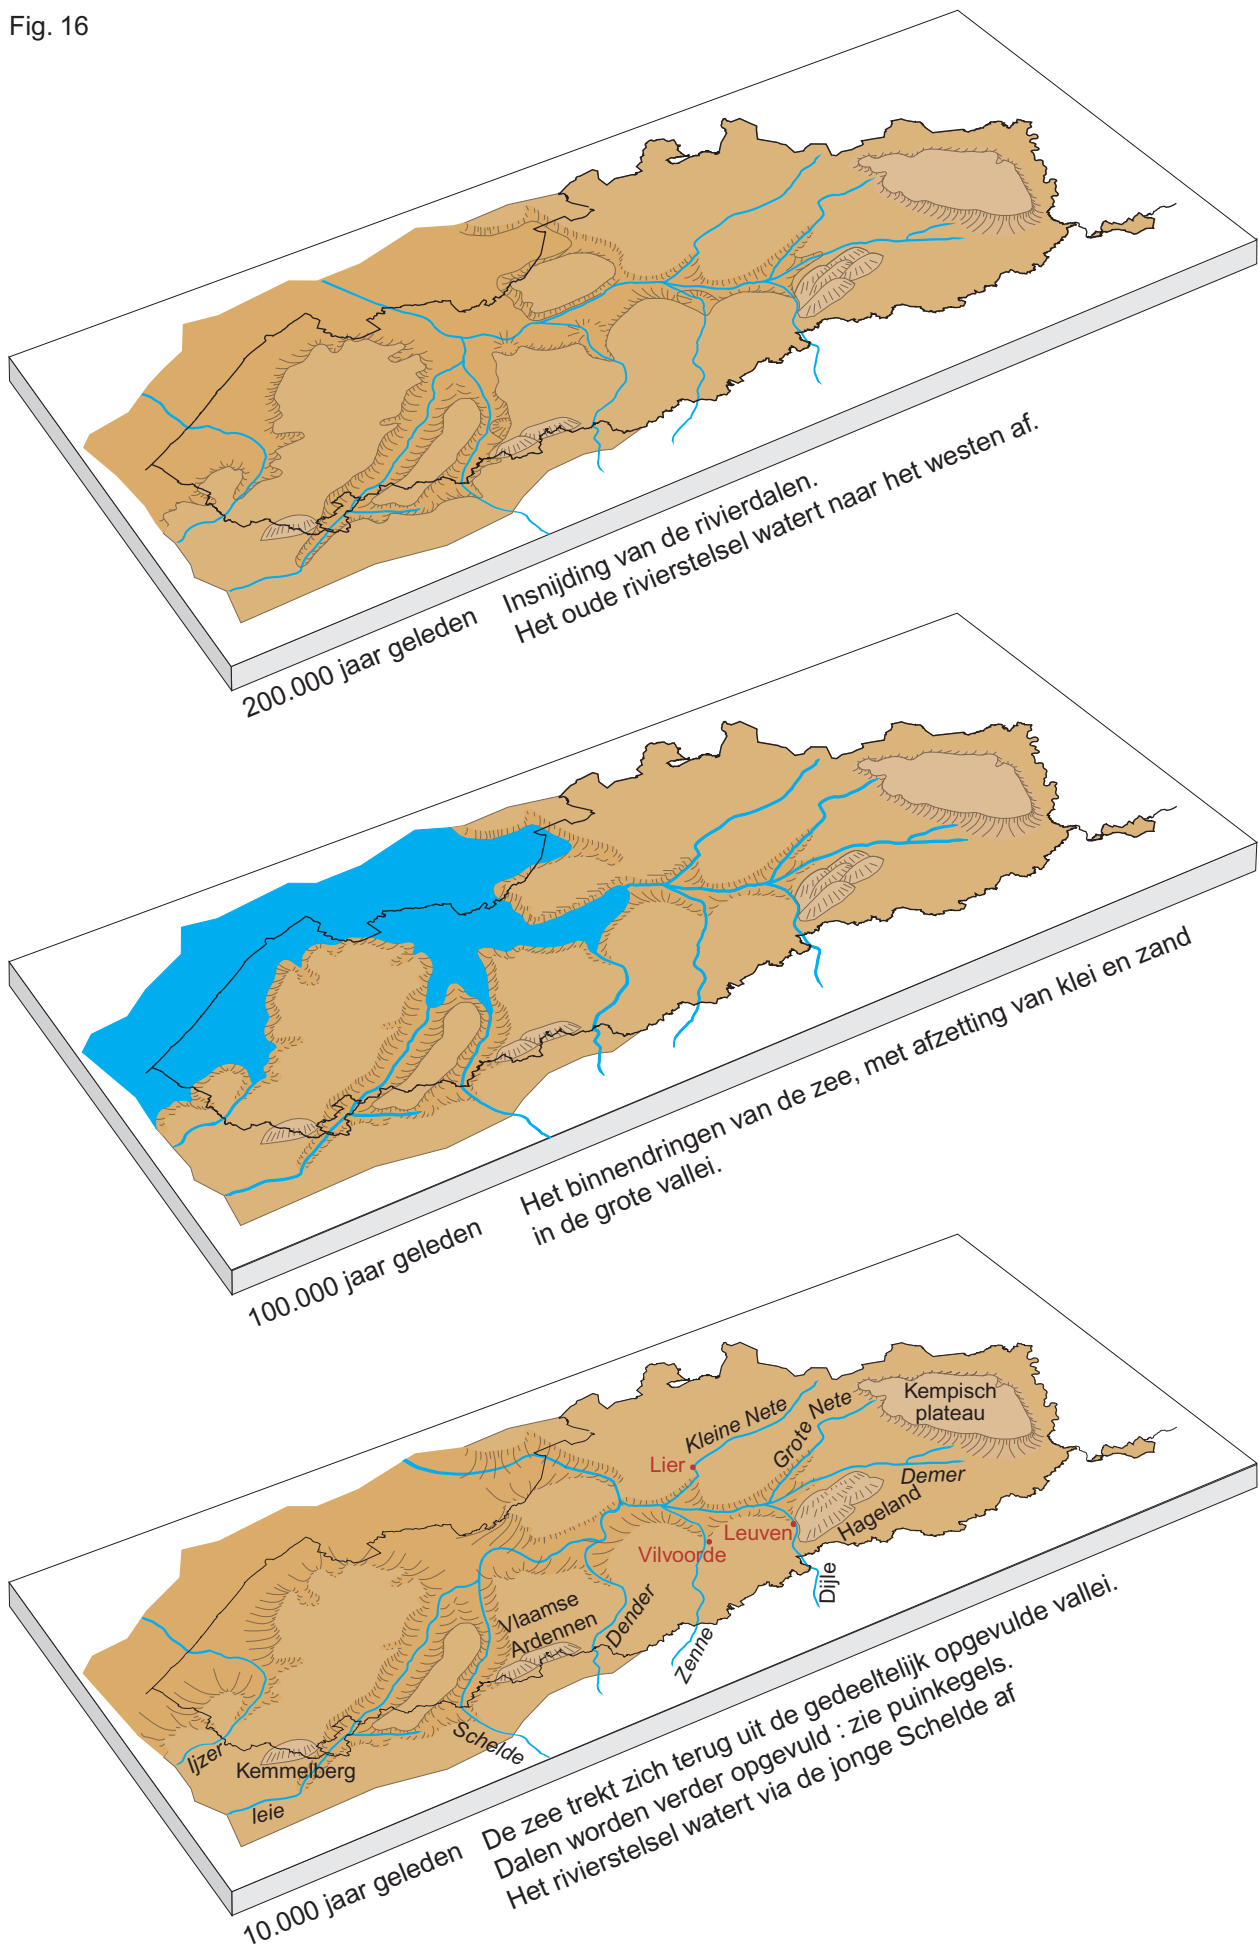 Fig. 16
200.000 jaar geleden
Insnijding van de rivierdalen.
Het oude rivierstelsel watert naar het westen af.
100.000 jaar geleden
Het binnendringen van de zee, met afzetting van klei en zand
in de grote vallei.
Kempisch
plateau
Kleine Nete
Grote Nete
Lier
Demer
Hageland
Leuven
Vilvoorde
Dijle
Vlaamse
Ardennen
Dender
Zenne
Schelde
Ijzer
Kemmelberg
leie
10.000 jaar geleden
De zee trekt zich terug uit de gedeeltelijk opgevulde vallei.
Dalen worden verder opgevuld : zie puinkegels.
Het rivierstelsel watert via de jonge Schelde af